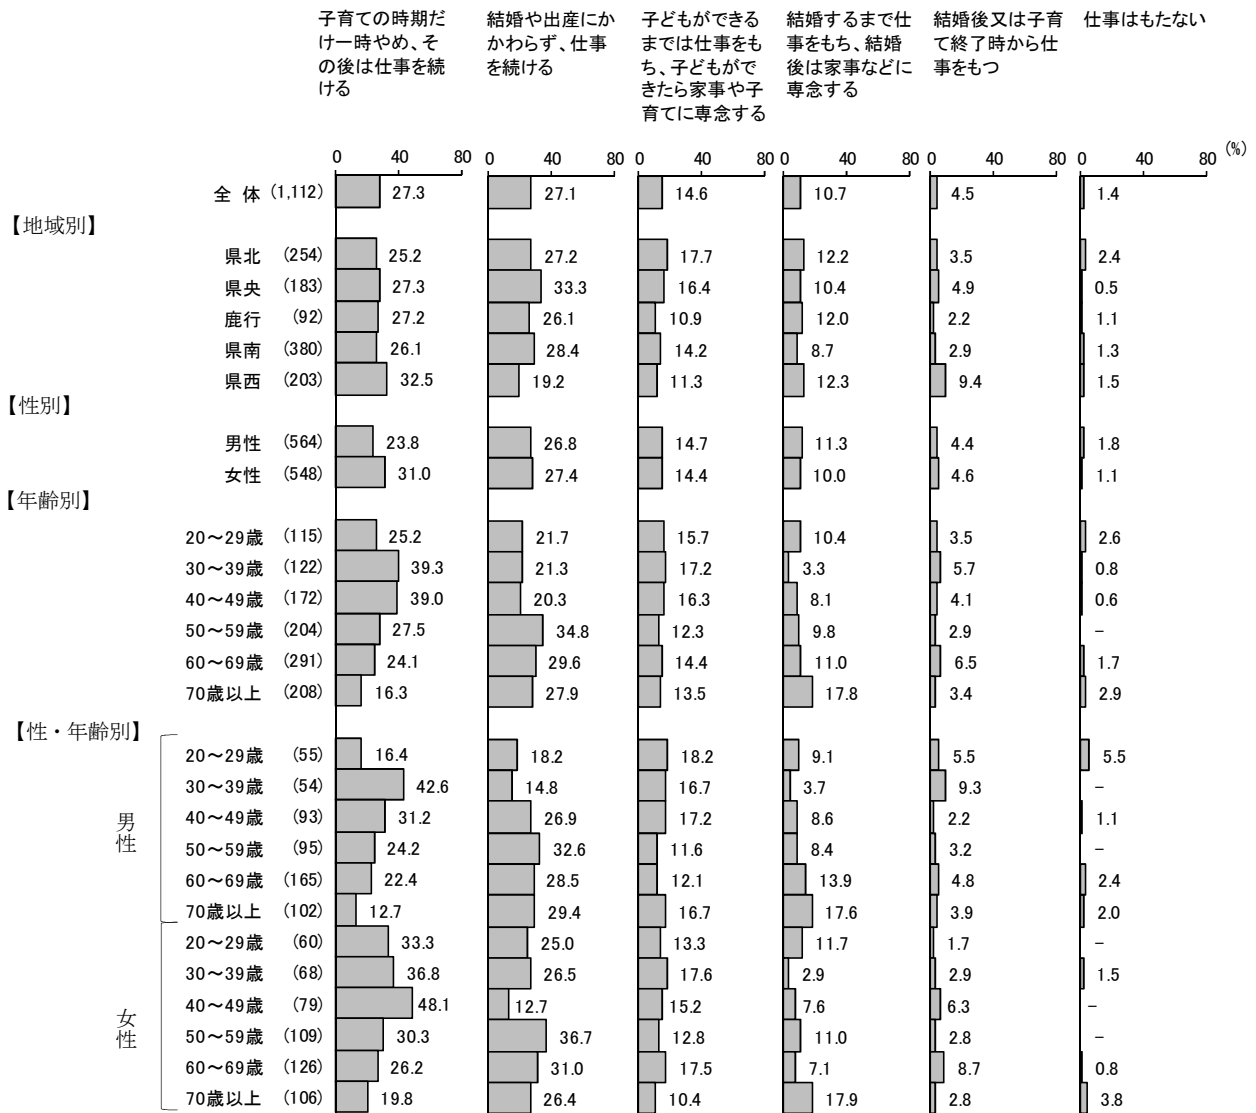 子育ての時期だ
け一時やめ、そ
の後は仕事を続
ける
結婚や出産にか
かわらず、仕事
を続ける
子どもができる
までは仕事をも
ち、子どもがで
きたら家事や子
育てに専念する
結婚するまで仕
事をもち、結婚
後は家事などに
専念する
結婚後又は子育
て終了時から仕
事をもつ
仕事はもたない
0 40 80 0 40 80 0 40 80 0 40 80 0 40 80 0 40 80 (%)
全 体 (1,112) 27.3 27.1 14.6 10.7 4.5 1.4
【地域別】
県北 (254) 25.2 27.2 17.7 12.2 3.5 2.4
県央 (183) 27.3 33.3 16.4 10.4 4.9 0.5
鹿行 (92) 27.2 26.1 10.9 12.0 2.2 1.1
県南 (380) 26.1 28.4 14.2 8.7 2.9 1.3
県西 (203) 32.5 19.2 11.3 12.3 9.4 1.5
【性別】
男性 (564) 23.8 26.8 14.7 11.3 4.4 1.8
女性 (548) 31.0 27.4 14.4 10.0 4.6 1.1
【年齢別】
20～29歳 (115) 25.2 21.7 15.7 10.4 3.5 2.6
30～39歳 (122) 39.3 21.3 17.2 3.3 5.7 0.8
40～49歳 (172) 39.0 20.3 16.3 8.1 4.1 0.6
50～59歳 (204) 27.5 34.8 12.3 9.8 2.9 －
60～69歳 (291) 24.1 29.6 14.4 11.0 6.5 1.7
70歳以上 (208) 16.3 27.9 13.5 17.8 3.4 2.9
【性・年齢別】
男性
20～29歳 (55) 16.4 18.2 18.2 9.1 5.5 5.5
30～39歳 (54) 42.6 14.8 16.7 3.7 9.3 －
40～49歳 (93) 31.2 26.9 17.2 8.6 2.2 1.1
50～59歳 (95) 24.2 32.6 11.6 8.4 3.2 －
60～69歳 (165) 22.4 28.5 12.1 13.9 4.8 2.4
70歳以上 (102) 12.7 29.4 16.7 17.6 3.9 2.0
女性
20～29歳 (60) 33.3 25.0 13.3 11.7 1.7 －
30～39歳 (68) 36.8 26.5 17.6 2.9 2.9 1.5
40～49歳 (79) 48.1 12.7 15.2 7.6 6.3 －
50～59歳 (109) 30.3 36.7 12.8 11.0 2.8 －
60～69歳 (126) 26.2 31.0 17.5 7.1 8.7 0.8
70歳以上 (106) 19.8 26.4 10.4 17.9 2.8 3.8